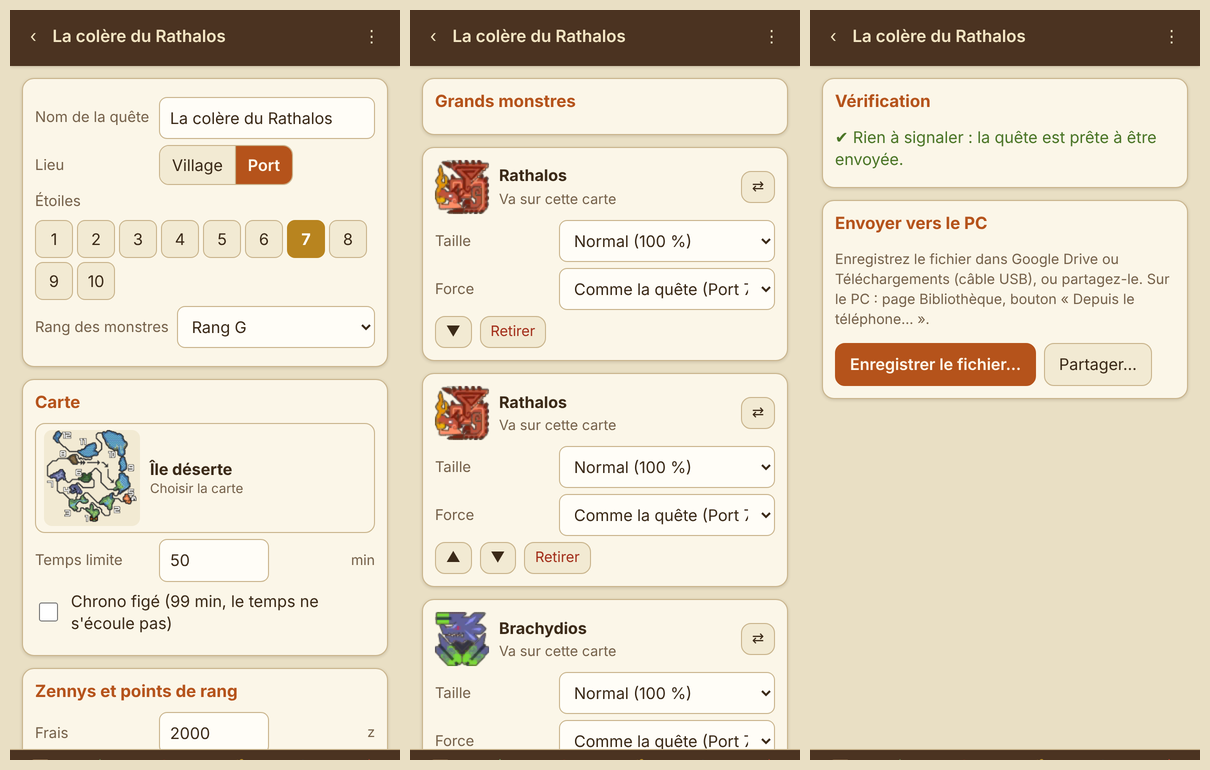 ‹ La colère du Rathalos ⋮
Nom de la quête La colère du Rathalos
Lieu Village Port
Étoiles
1 2 3 4 5 6 7 8
9 10
Rang des monstres Rang G
Carte
Île déserte
Choisir la carte
Temps limite 50 min
Chrono figé (99 min, le temps ne
s'écoule pas)
Zennys et points de rang
Frais 2000 z
‹ La colère du Rathalos ⋮
Grands monstres
Rathalos
Va sur cette carte
⇄
Taille Normal (100 %)
Force Comme la quête (Port 7
▼ Retirer
Rathalos
Va sur cette carte
⇄
Taille Normal (100 %)
Force Comme la quête (Port 7
▲ ▼ Retirer
Brachydios
Va sur cette carte
⇄
Taille Normal (100 %)
Force Comme la quête (Port 7
‹ La colère du Rathalos ⋮
Vérification
✔ Rien à signaler : la quête est prête à être
envoyée.
Envoyer vers le PC
Enregistrez le fichier dans Google Drive ou
Téléchargements (câble USB), ou partagez-le. Sur
le PC : page Bibliothèque, bouton « Depuis le
téléphone… ».
Enregistrer le fichier… Partager…